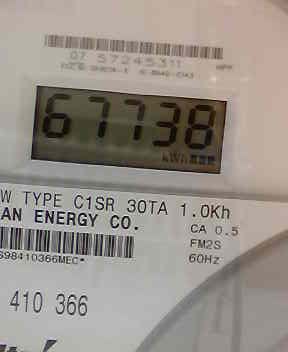 07 57245311
67738
kWh
W TYPE C1SR 30TA 1.0Kh
AN ENERGY CO.
CA 0.5
FM2S
60Hz
S98410366MEC*
410 366